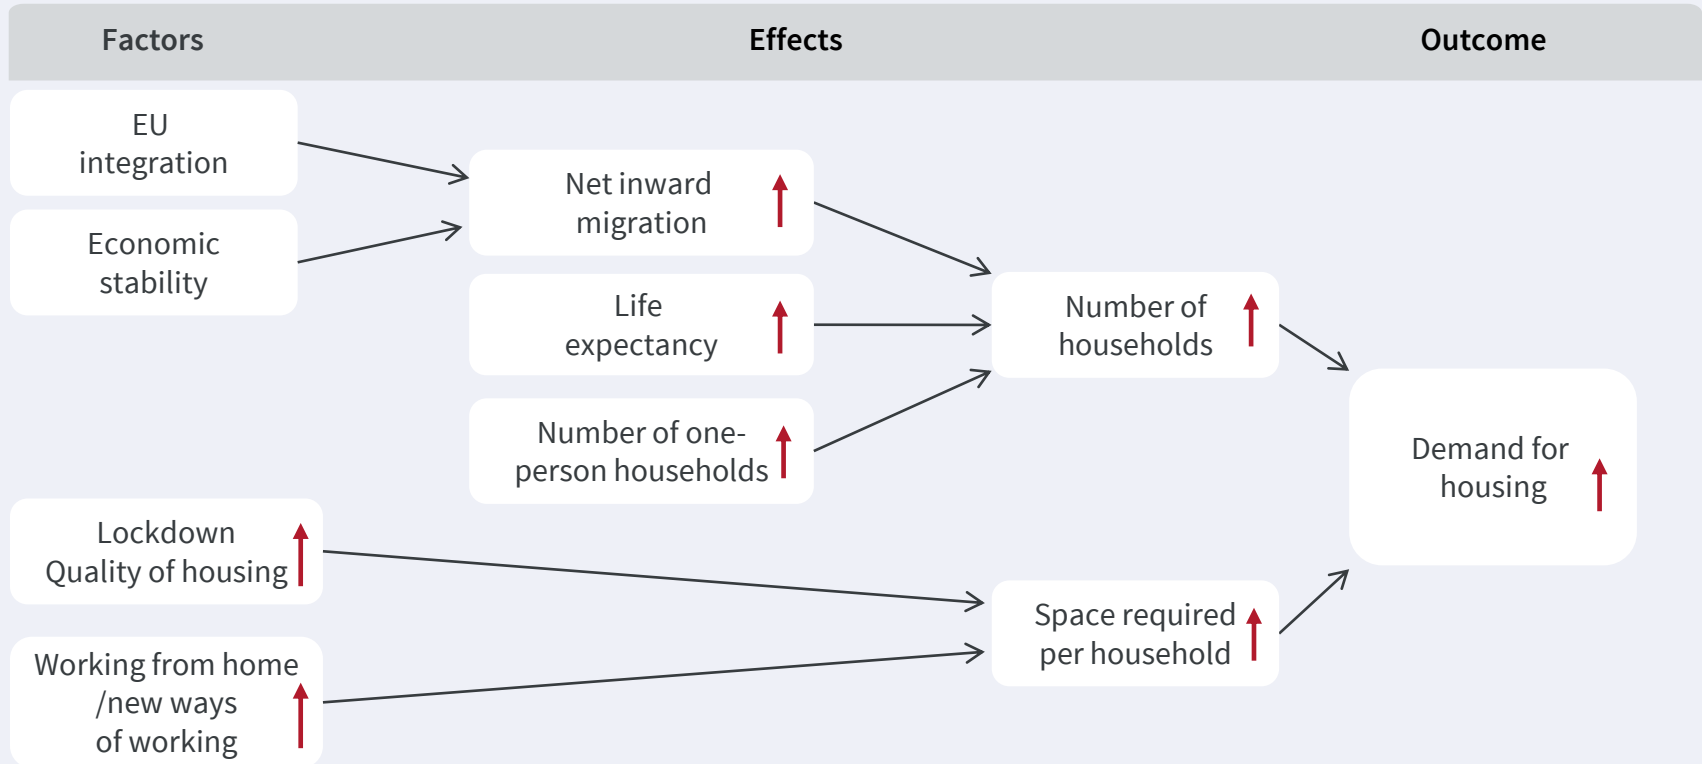 Factors
Effects
Outcome
EU
integration
Economic
stability
Net inward
migration
Life
expectancy
Number of one-
person households
Number of
households
Demand for
housing
Lockdown
Quality of housing
Working from home
/new ways
of working
Space required
per household